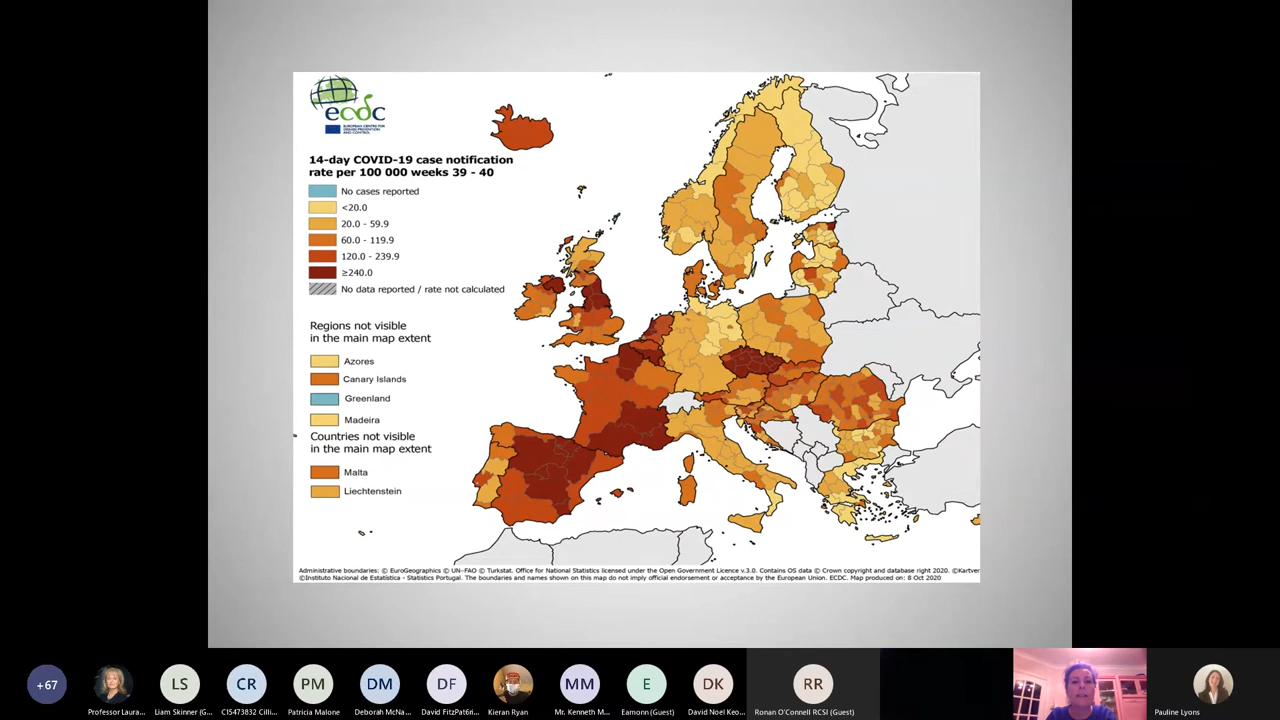 ecdc
EUROPEAN CENTRE FOR
DISEASE PREVENTION
AND CONTROL
14-day COVID-19 case notification
rate per 100 000 weeks 39 - 40
No cases reported
<20.0
20.0 - 59.9
60.0 - 119.9
120.0 - 239.9
≥240.0
No data reported / rate not calculated
Regions not visible
in the main map extent
Azores
Canary Islands
Greenland
Madeira
Countries not visible
in the main map extent
Malta
Liechtenstein
Administrative boundaries: © EuroGeographics © UN–FAO © Turkstat. Office for National Statistics licensed under the Open Government Licence v.3.0. Contains OS data © Crown copyright and database right 2020. ©Kartver
©Instituto Nacional de Estatística - Statistics Portugal. The boundaries and names shown on this map do not imply official endorsement or acceptance by the European Union. ECDC. Map produced on: 8 Oct 2020
+67
LS
CR
PM
DM
DF
MM
E
DK
RR
Professor Laura...
Liam Skinner (G...
C15473832 Cilli...
Patricia Malone
Deborah McNa...
David FitzPat6ri...
Kieran Ryan
Mr. Kenneth M...
Eamonn (Guest)
David Noel Keo...
Ronan O'Connell RCSI (Guest)
Pauline Lyons